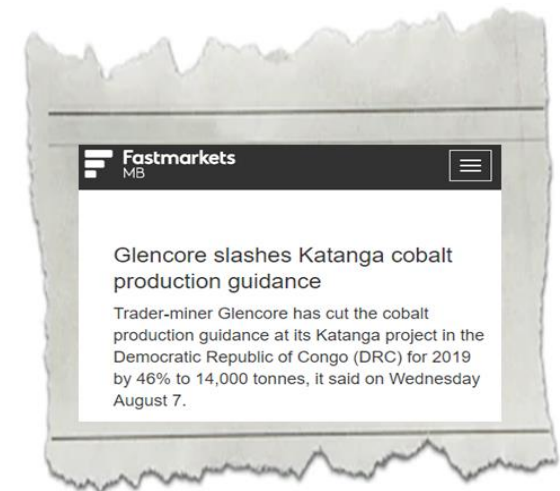 Fastmarkets
MB
Glencore slashes Katanga cobalt
production guidance
Trader-miner Glencore has cut the cobalt
production guidance at its Katanga project in the
Democratic Republic of Congo (DRC) for 2019
by 46% to 14,000 tonnes, it said on Wednesday
August 7.